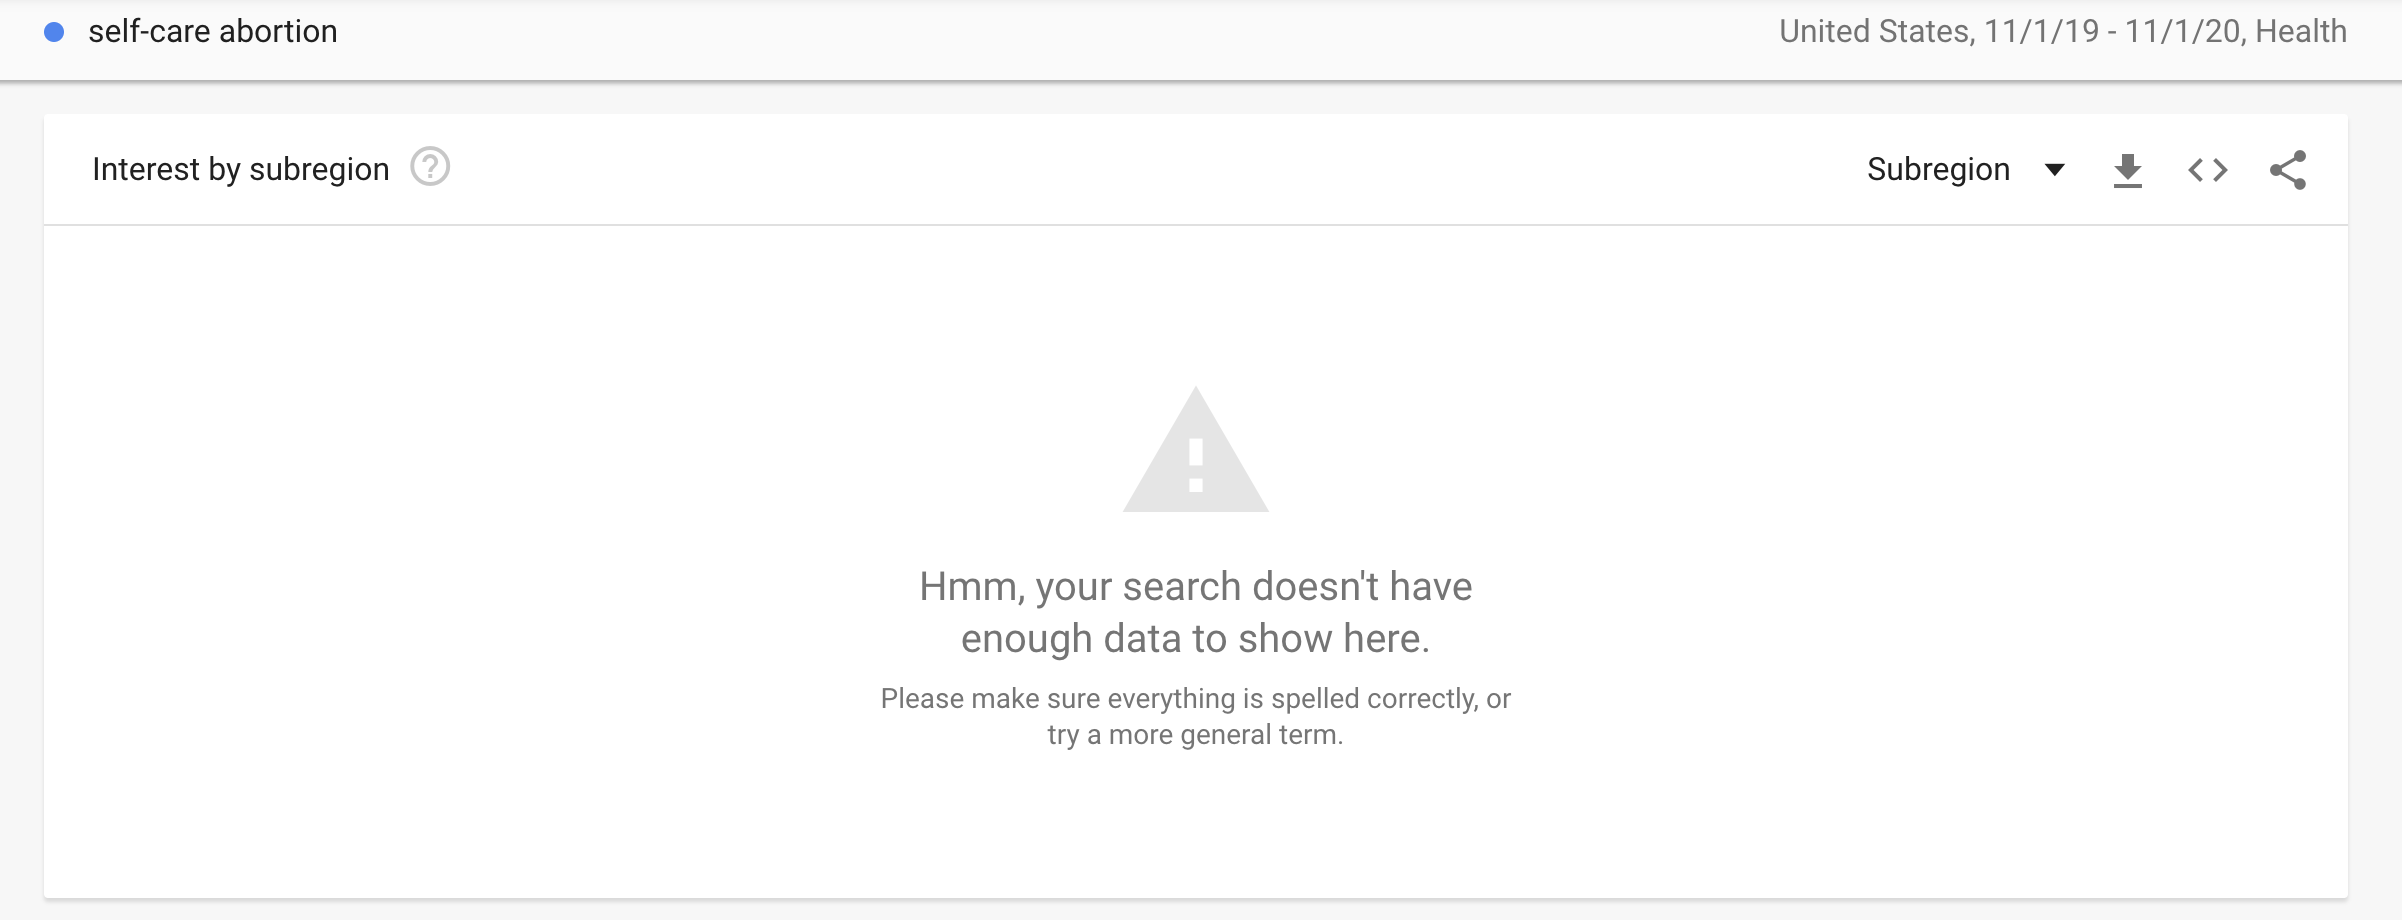 self-care abortion
United States, 11/1/19 - 11/1/20, Health
Interest by subregion
Subregion
Hmm, your search doesn't have
enough data to show here.
Please make sure everything is spelled correctly, or
try a more general term.